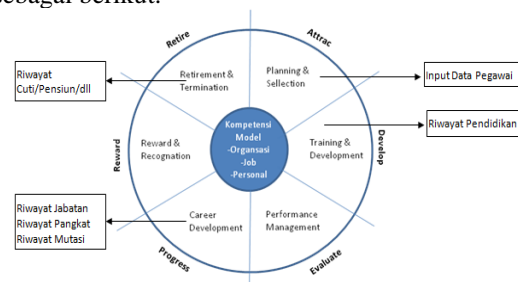 sebagai berikut:
Retire
Attrac
Riwayat
Cuti/Pensiun/dll
Retirement &
Termination
Planning &
Sellection
Input Data Pegawai
Riwayat Pendidikan
Reward
Reward &
Recognation
Kompetensi
Model
-Organsasi
-Job
-Personal
Training &
Development
Develop
Riwayat Jabatan
Riwayat Pangkat
Riwayat Mutasi
Career
Development
Performance
Management
Progress
Evaluate